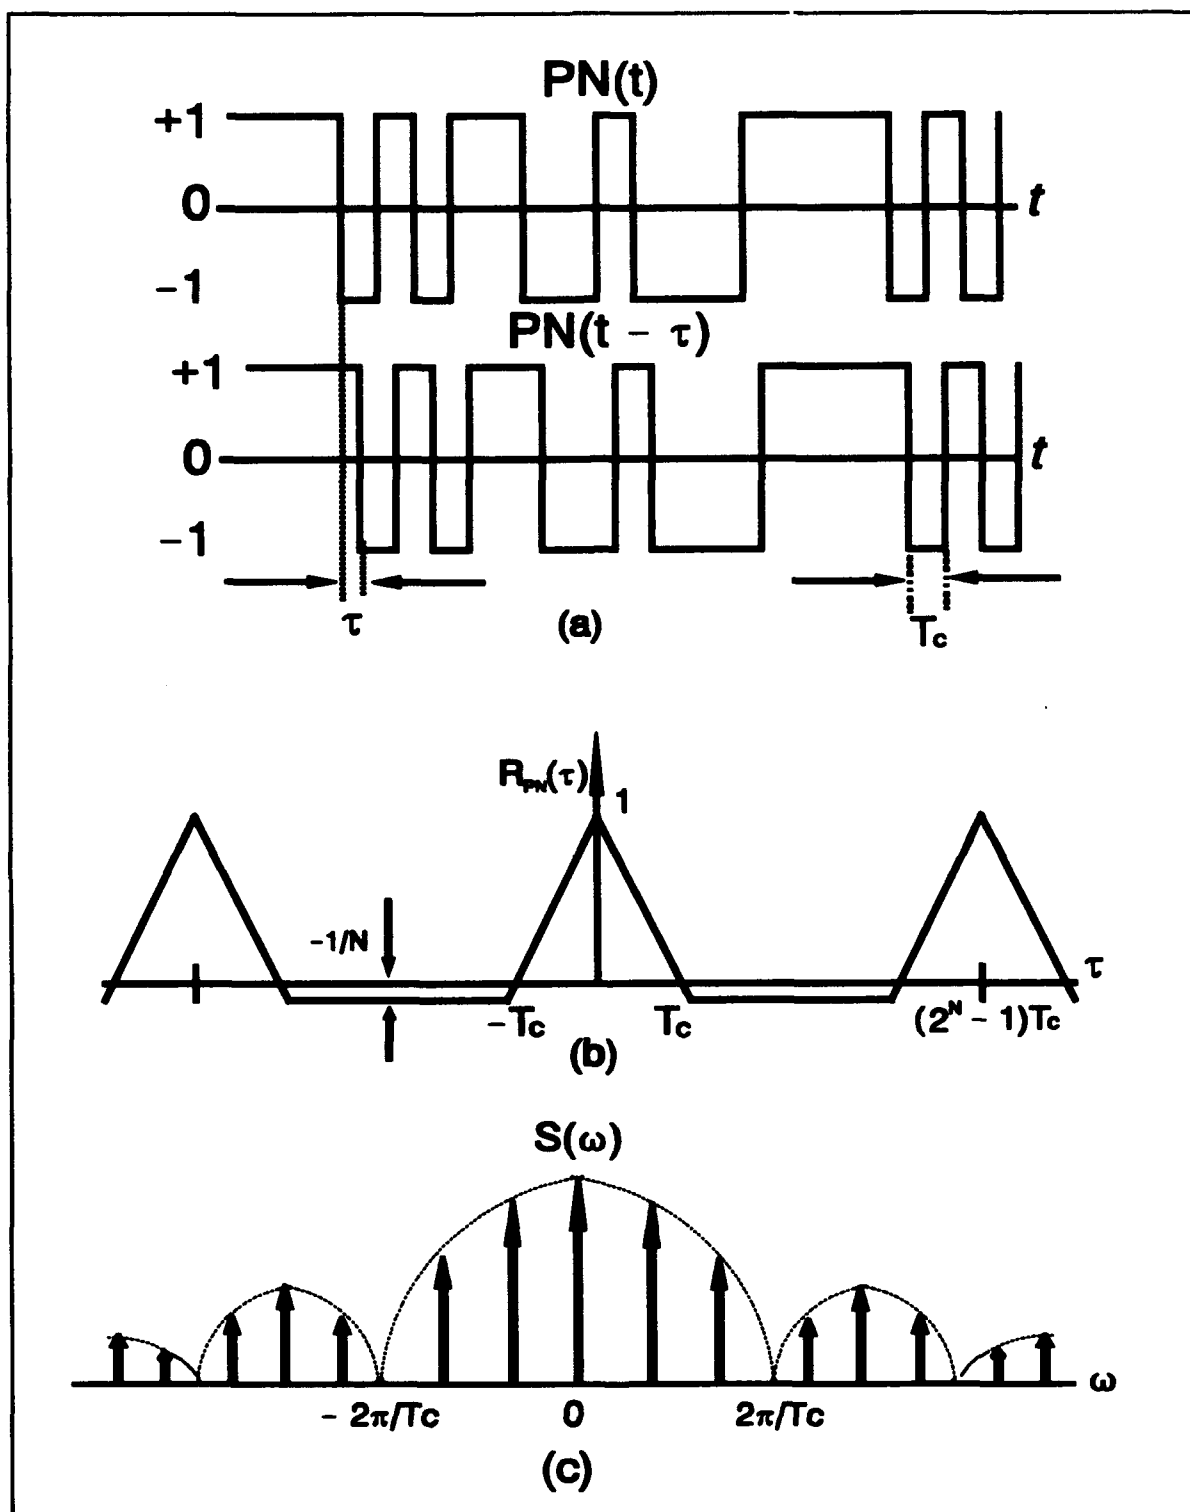 PN(t)
+1
0 t
-1
PN(t - τ)
+1
0 t
-1
τ (a) Tc
R_PN(τ) 1
-1/N τ
-Tc Tc (2^N - 1)Tc
(b)
S(ω)
ω
- 2π/Tc 0 2π/Tc
(c)